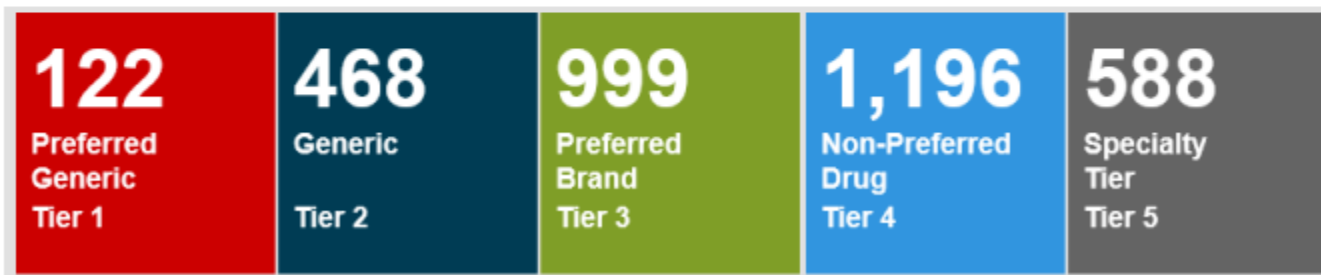 122
Preferred
Generic
Tier 1
468
Generic
Tier 2
999
Preferred
Brand
Tier 3
1,196
Non-Preferred
Drug
Tier 4
588
Specialty
Tier
Tier 5